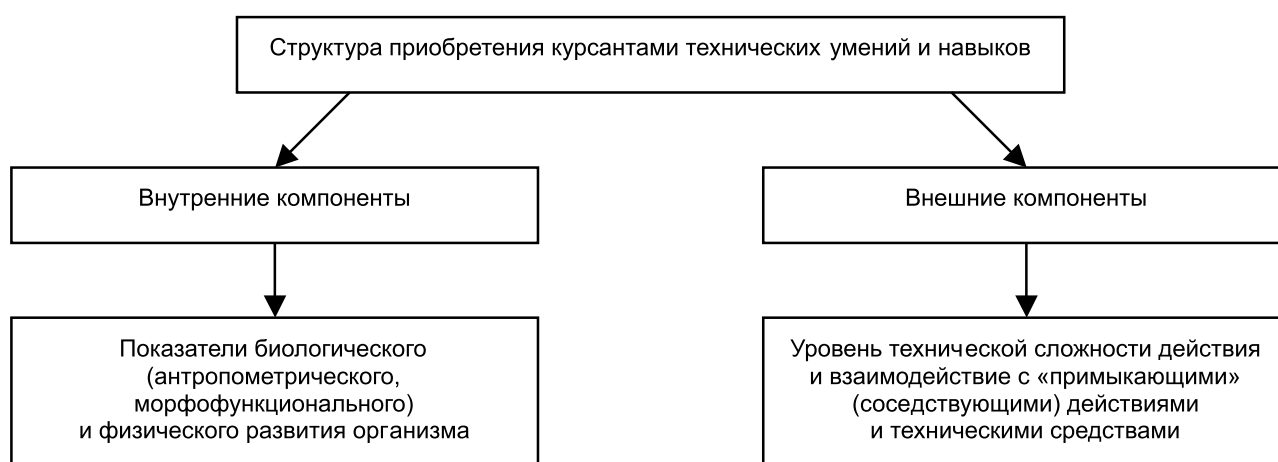 Структура приобретения курсантами технических умений и навыков
Внутренние компоненты
Внешние компоненты
Показатели биологического
(антропометрического,
морфофункционального)
и физического развития организма
Уровень технической сложности действия
и взаимодействие с «примыкающими»
(соседствующими) действиями
и техническими средствами